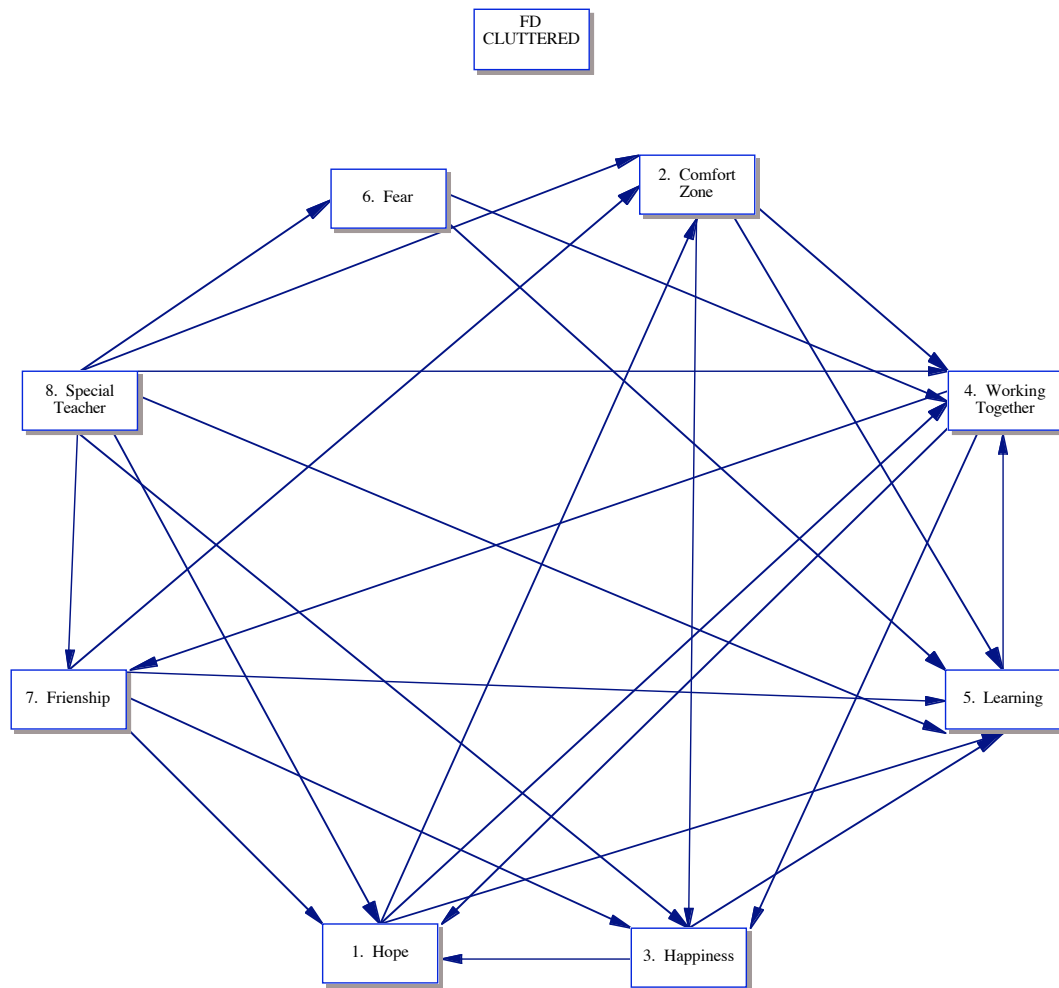 FD
CLUTTERED
6. Fear
2. Comfort
Zone
8. Special
Teacher
4. Working
Together
7. Frienship
5. Learning
1. Hope
3. Happiness